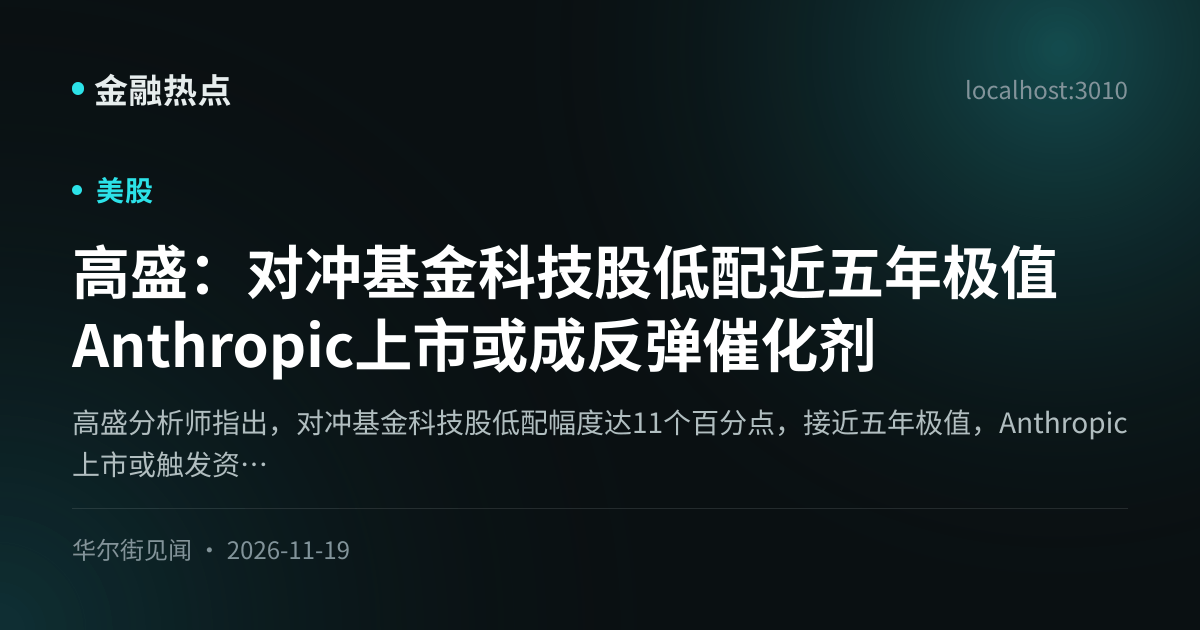 金融热点
localhost:3010
美股
高盛：对冲基金科技股低配近五年极值
Anthropic上市或成反弹催化剂
高盛分析师指出，对冲基金科技股低配幅度达11个百分点，接近五年极值，Anthropic
上市或触发资…
华尔街见闻 • 2026-11-19